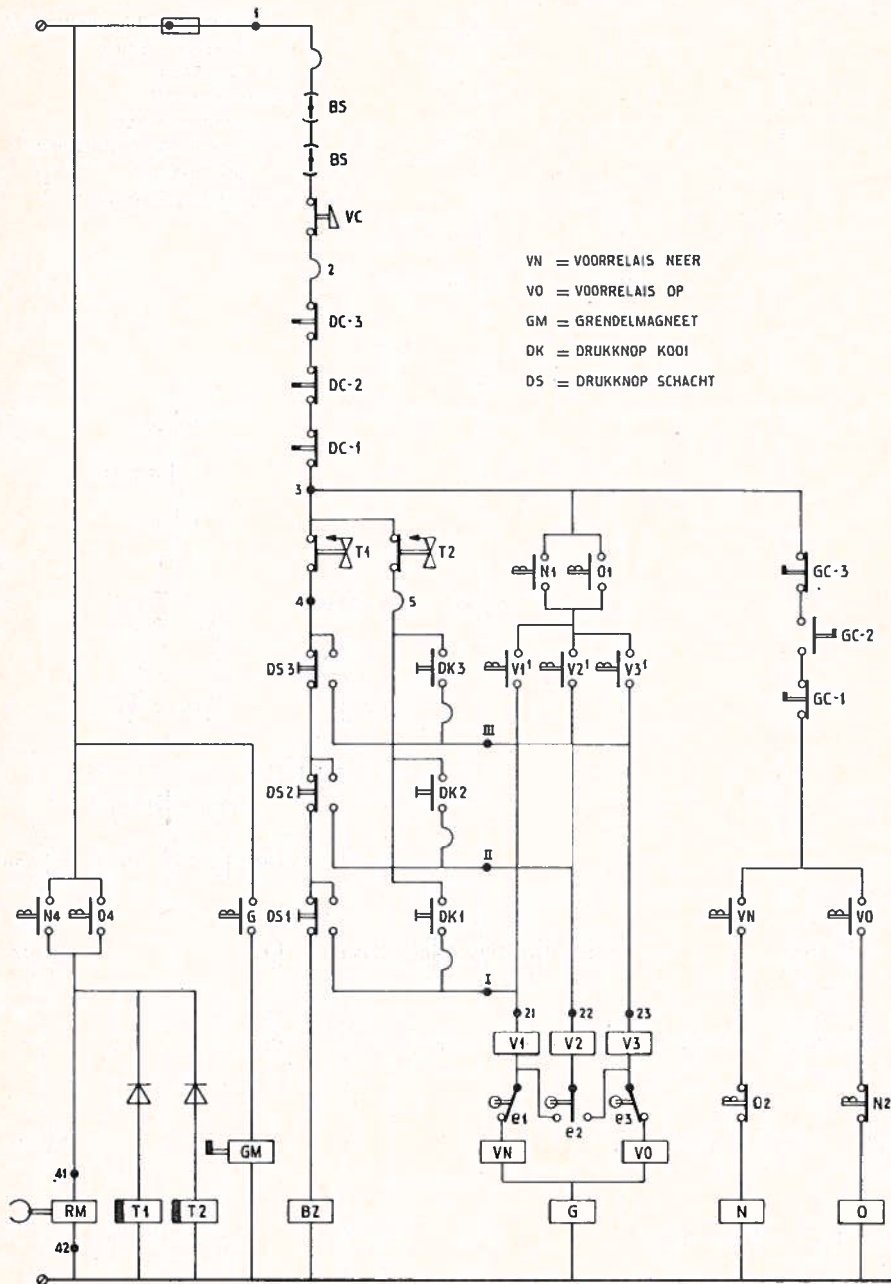 1
BS
BS
VC
2
VN = VOORRELAIS NEER
VO = VOORRELAIS OP
GM = GRENDELMAGNEET
DK = DRUKKNOP KOOI
DS = DRUKKNOP SCHACHT
DC-3
DC-2
DC-1
3
T1 T2 N1 O1 GC-3
4 5 GC-2
DS3 DK3 V1¹ V2¹ V3¹ GC-1
III
DS2 DK2
II
N4 O4 G DS1 DK1 VN VO
I
21 22 23
V1 V2 V3
e1 e2 e3 O2 N2
GM VN VO
41
RM T1 T2 BZ G N O
42